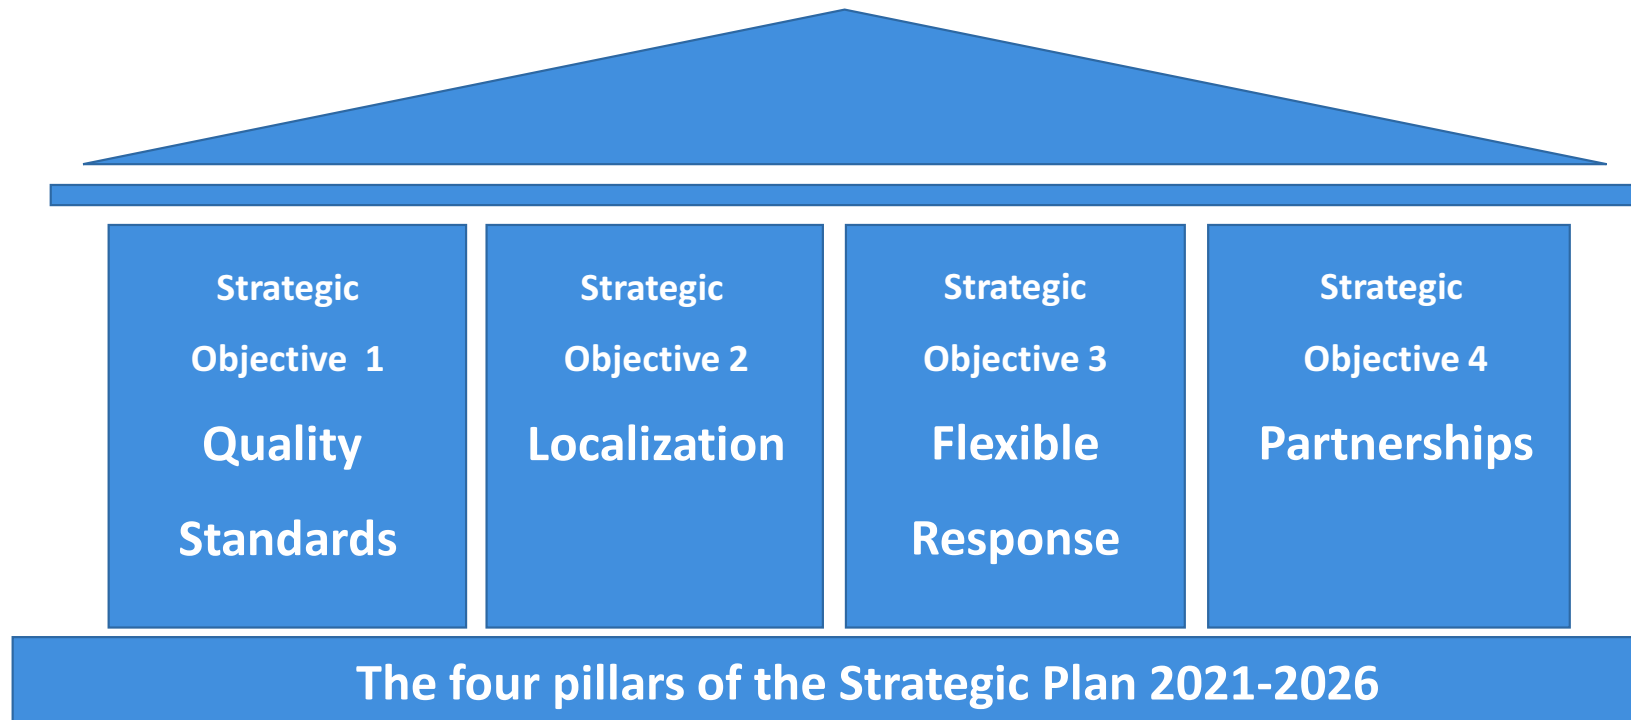 Strategic
Objective  1
Quality
Standards
Strategic
Objective 2
Localization
Strategic
Objective 3
Flexible
Response
Strategic
Objective 4
Partnerships
The four pillars of the Strategic Plan 2021-2026